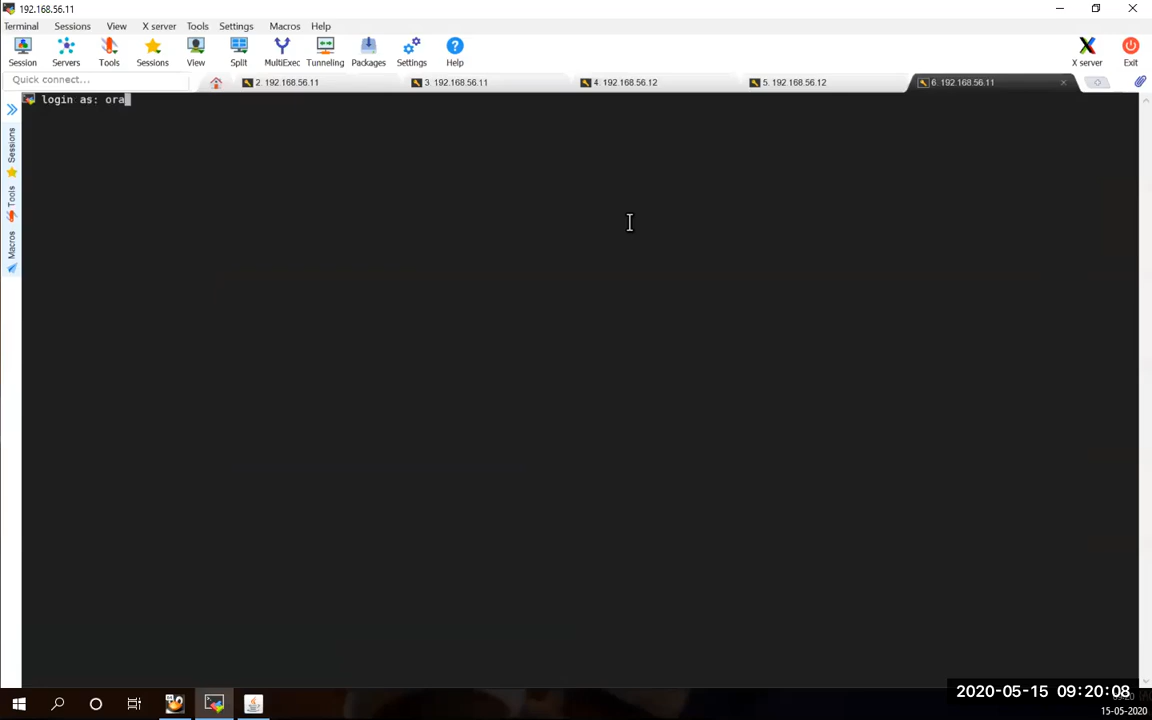 192.168.56.11
Terminal Sessions View X server Tools Settings Macros Help
Session Servers Tools Sessions View Split MultiExec Tunneling Packages Settings Help X server Exit
Quick connect... 2. 192.168.56.11 3. 192.168.56.11 4. 192.168.56.12 5. 192.168.56.12 6. 192.168.56.11
login as: ora
Sessions
Tools
Macros
2020-05-15 09:20:08
15-05-2020